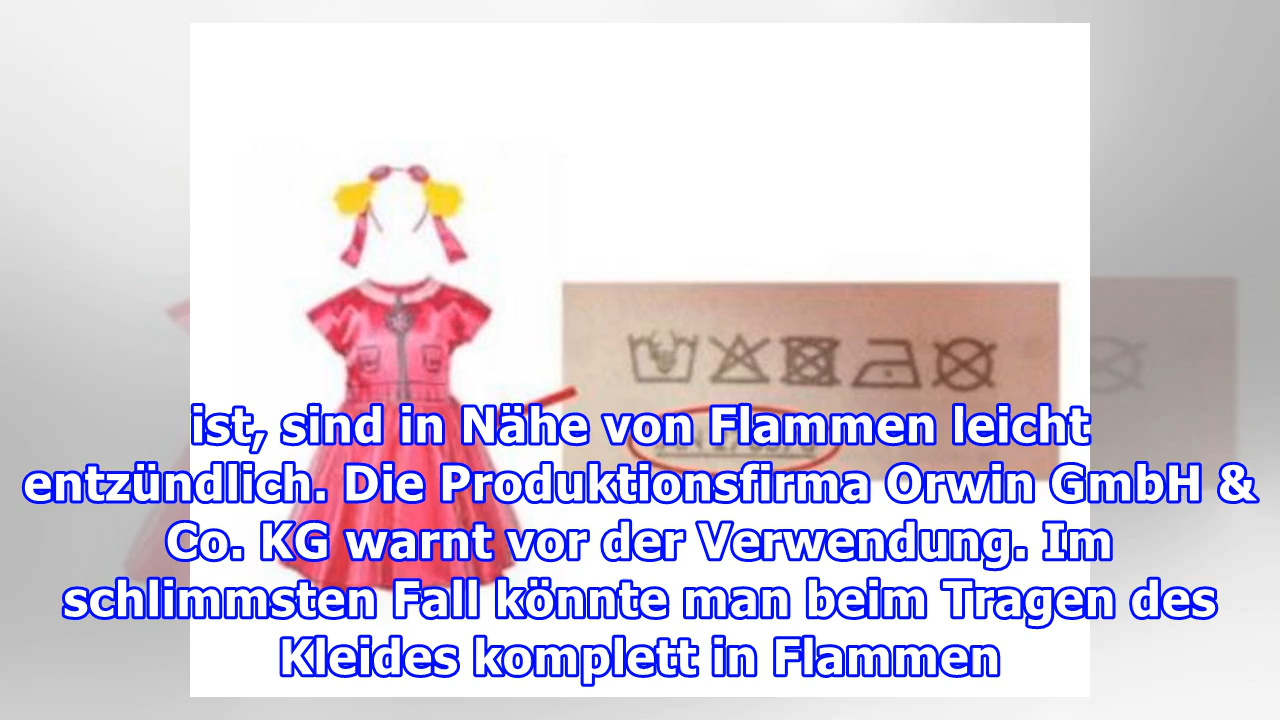 ist, sind in Nähe von Flammen leicht
entzündlich. Die Produktionsfirma Orwin GmbH &
Co. KG warnt vor der Verwendung. Im
schlimmsten Fall könnte man beim Tragen des
Kleides komplett in Flammen